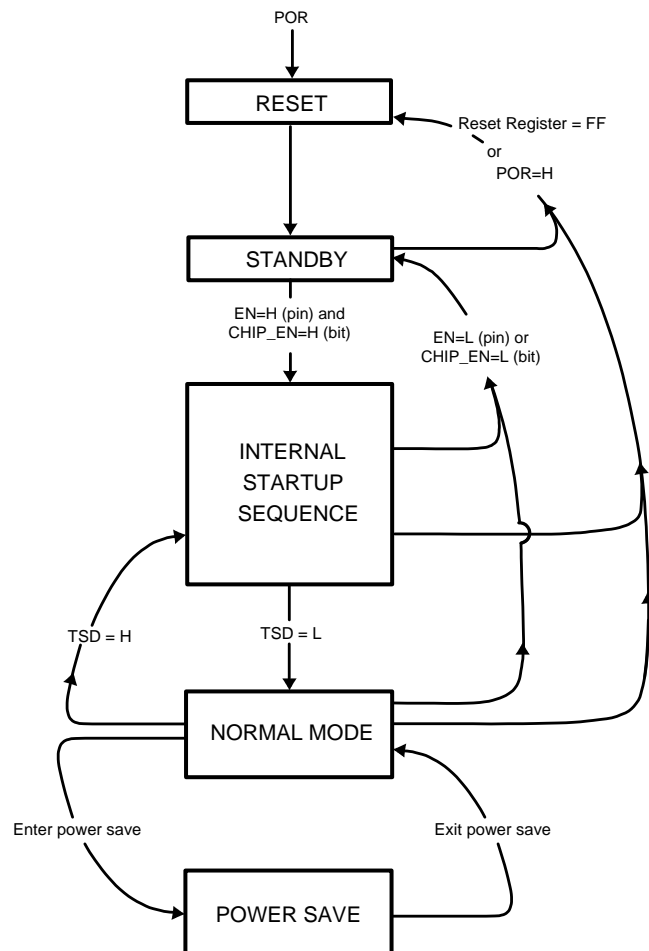 POR
RESET
Reset Register = FF
or
POR=H
STANDBY
EN=H (pin) and
CHIP_EN=H (bit)
EN=L (pin) or
CHIP_EN=L (bit)
INTERNAL
STARTUP
SEQUENCE
TSD = H
TSD = L
NORMAL MODE
Enter power save
Exit power save
POWER SAVE